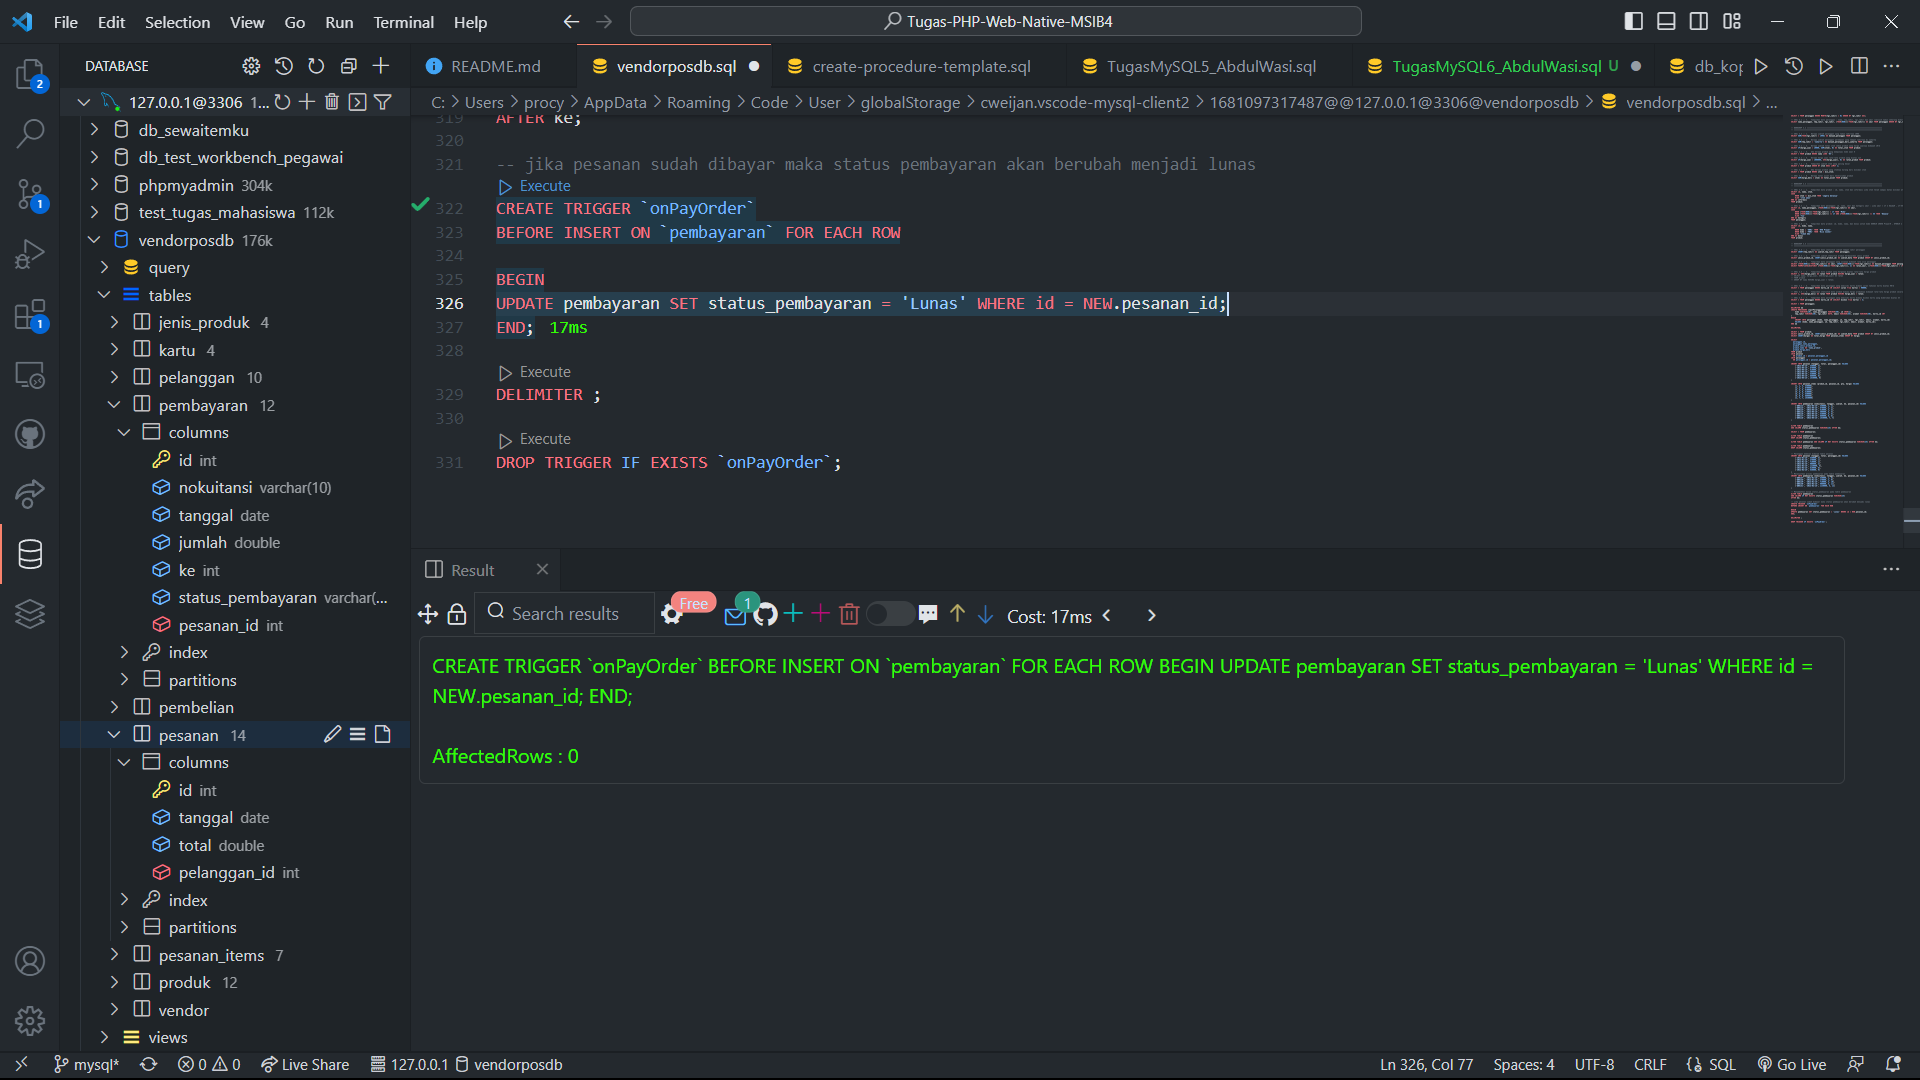 File Edit Selection View Go Run Terminal Help
Tugas-PHP-Web-Native-MSIB4
DATABASE
README.md
vendorposdb.sql
create-procedure-template.sql
TugasMySQL5_AbdulWasi.sql
TugasMySQL6_AbdulWasi.sql U
db_kop
C: > Users > procy > AppData > Roaming > Code > User > globalStorage > cweijan.vscode-mysql-client2 > 1681097317487@@127.0.0.1@3306@vendorposdb > vendorposdb.sql > ...
2
1
1
127.0.0.1@3306 1...
db_sewaitemku
db_test_workbench_pegawai
phpmyadmin 304k
test_tugas_mahasiswa 112k
vendorposdb 176k
query
tables
jenis_produk 4
kartu 4
pelanggan 10
pembayaran 12
columns
id int
nokuitansi varchar(10)
tanggal date
jumlah double
ke int
status_pembayaran varchar(...
pesanan_id int
index
partitions
pembelian
pesanan 14
columns
id int
tanggal date
total double
pelanggan_id int
index
partitions
pesanan_items 7
produk 12
vendor
views
319 AFTER ke;
320
321 -- jika pesanan sudah dibayar maka status pembayaran akan berubah menjadi lunas
Execute
322 CREATE TRIGGER `onPayOrder`
323 BEFORE INSERT ON `pembayaran` FOR EACH ROW
324
325 BEGIN
326 UPDATE pembayaran SET status_pembayaran = 'Lunas' WHERE id = NEW.pesanan_id;
327 END; 17ms
328
Execute
329 DELIMITER ;
330
Execute
331 DROP TRIGGER IF EXISTS `onPayOrder`;
Result
Search results
Free
1
Cost: 17ms
CREATE TRIGGER `onPayOrder` BEFORE INSERT ON `pembayaran` FOR EACH ROW BEGIN UPDATE pembayaran SET status_pembayaran = 'Lunas' WHERE id =
NEW.pesanan_id; END;
AffectedRows : 0
mysql* 0 0 Live Share 127.0.0.1 vendorposdb
Ln 326, Col 77 Spaces: 4 UTF-8 CRLF SQL Go Live